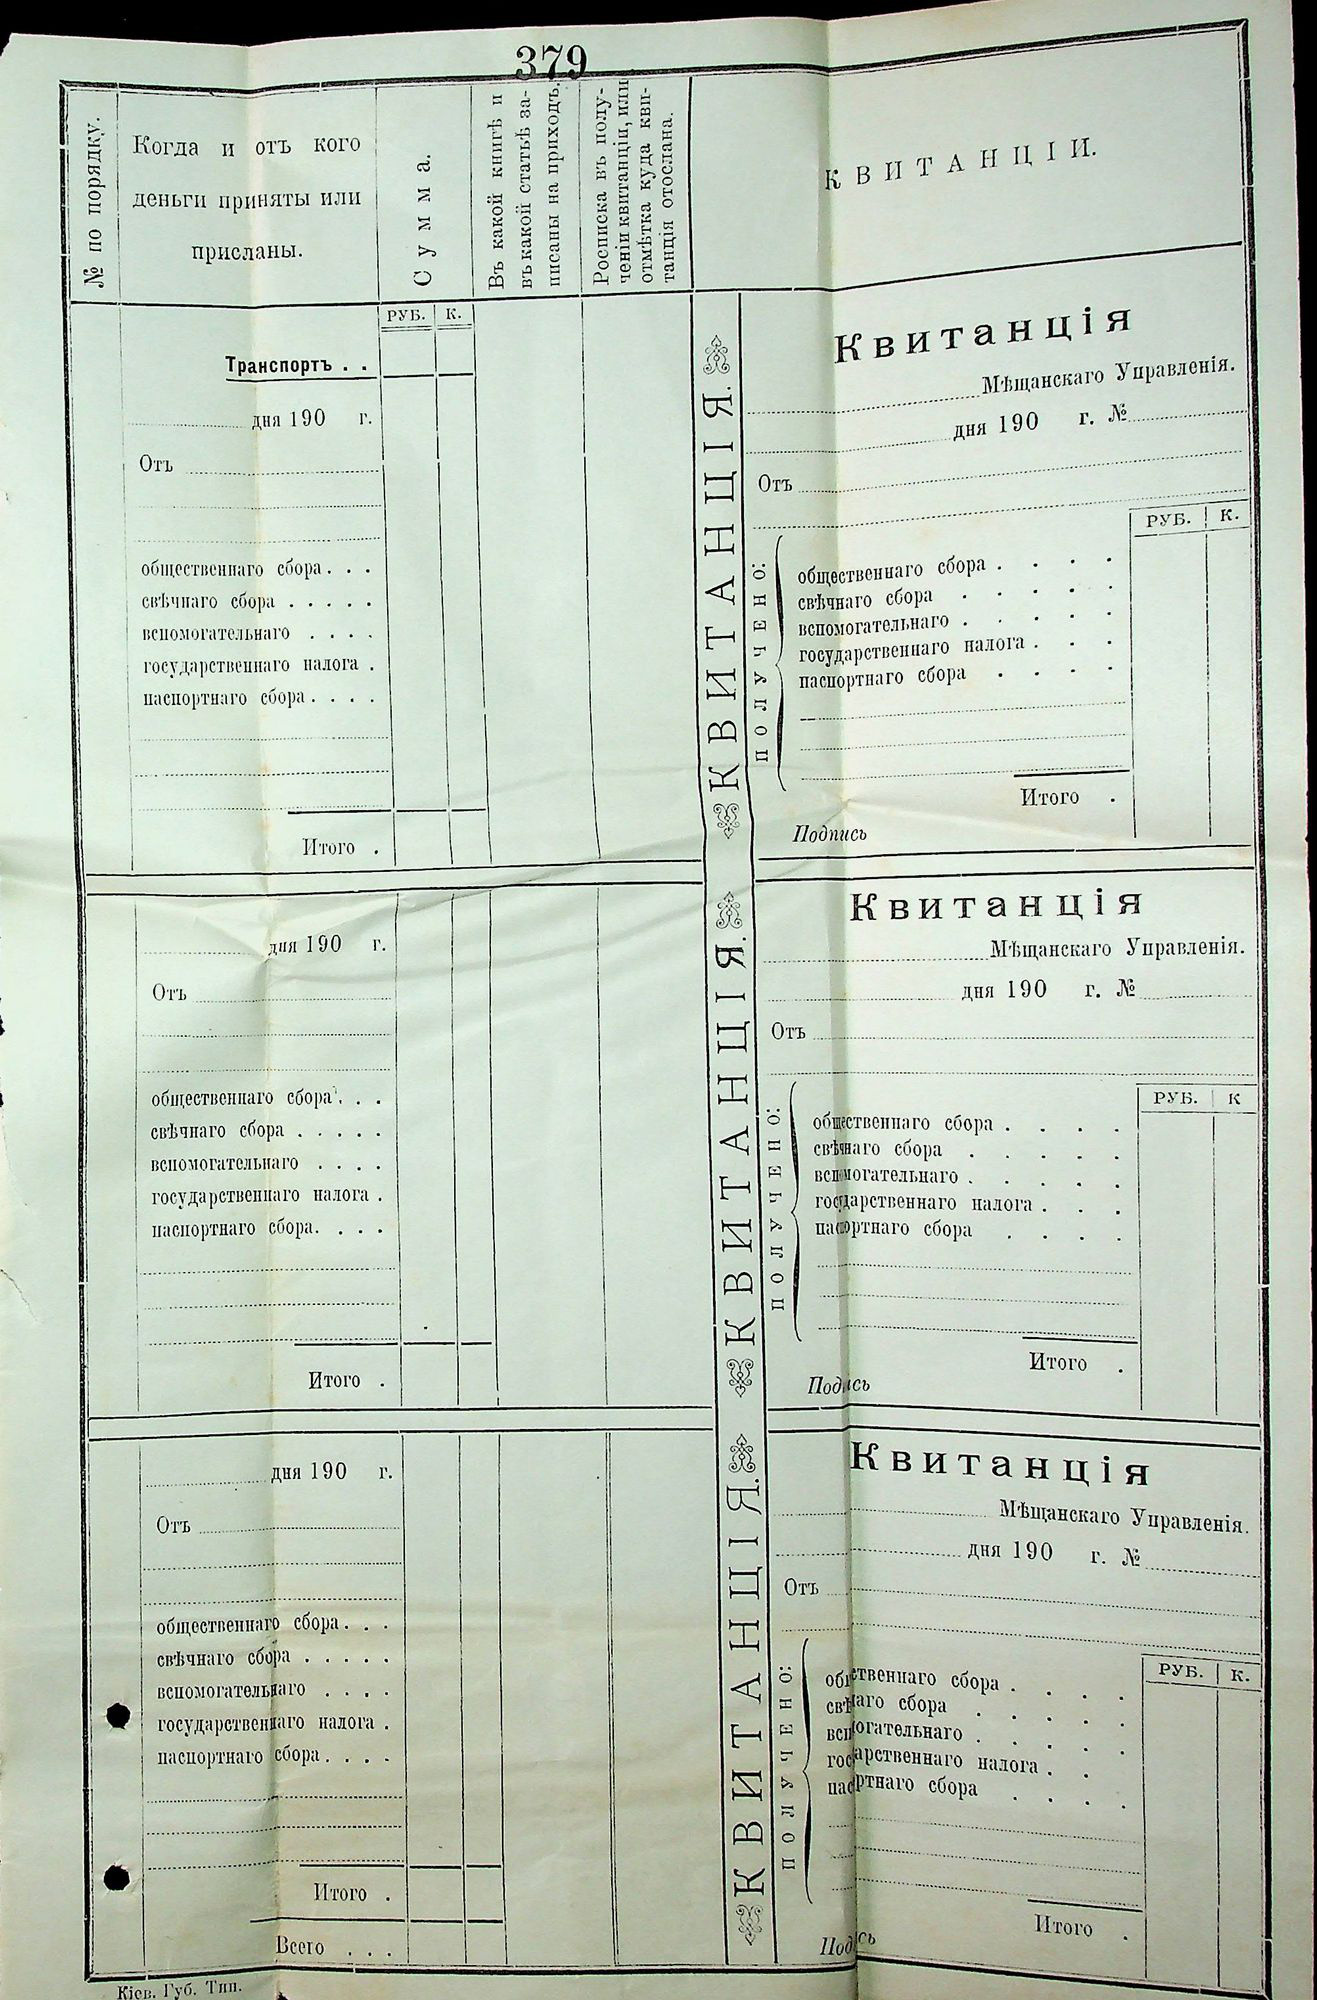 379
№ по порядку.
Когда и отъ кого
деньги приняты или
присланы.
Сумма.
Въ какой книгѣ и
въ какой статьѣ за-
писаны на приходъ.
Росписка въ полу-
ченіи квитанціи, или
отмѣтка куда кви-
танція отослана.
КВИТАНЦІИ.
РУБ. К.
Транспортъ . .
дня 190 г.
Отъ
общественнаго сбора . . .
свѣчнаго сбора . . . . .
вспомогательнаго . . . .
государственнаго налога .
паспортнаго сбора . . . .
Итого .
КВИТАНЦІЯ.
Квитанція
Мѣщанскаго Управленія.
дня 190 г. №
Отъ
РУБ. К.
ПОЛУЧЕНО:
общественнаго сбора . . . .
свѣчнаго сбора . . . . .
вспомогательнаго . . . . .
государственнаго налога . . .
паспортнаго сбора . . . .
Итого .
Подпись
дня 190 г.
Отъ
общественнаго сбора . . .
свѣчнаго сбора . . . . .
вспомогательнаго . . . .
государственнаго налога .
паспортнаго сбора. . . .
Итого .
КВИТАНЦІЯ.
Квитанція
Мѣщанскаго Управленія.
дня 190 г. №
Отъ
РУБ. К
ПОЛУЧЕНО:
общественнаго сбора . . . .
свѣчнаго сбора . . . . .
вспомогательнаго . . . . .
государственнаго налога . . .
паспортнаго сбора . . . .
Итого .
Подпись
дня 190 г.
Отъ
общественнаго сбора . . .
свѣчнаго сбора . . . . .
вспомогательнаго . . . .
государственнаго налога .
паспортнаго сбора . . . .
Итого .
Всего . . .
КВИТАНЦІЯ.
Квитанція
Мѣщанскаго Управленія.
дня 190 г. №
Отъ
РУБ. К.
ПОЛУЧЕНО:
общественнаго сбора . . . .
свѣчнаго сбора . . . . .
вспомогательнаго . . . . .
государственнаго налога . .
паспортнаго сбора . . . .
Итого .
Подпись
Кіев. Губ. Тип.